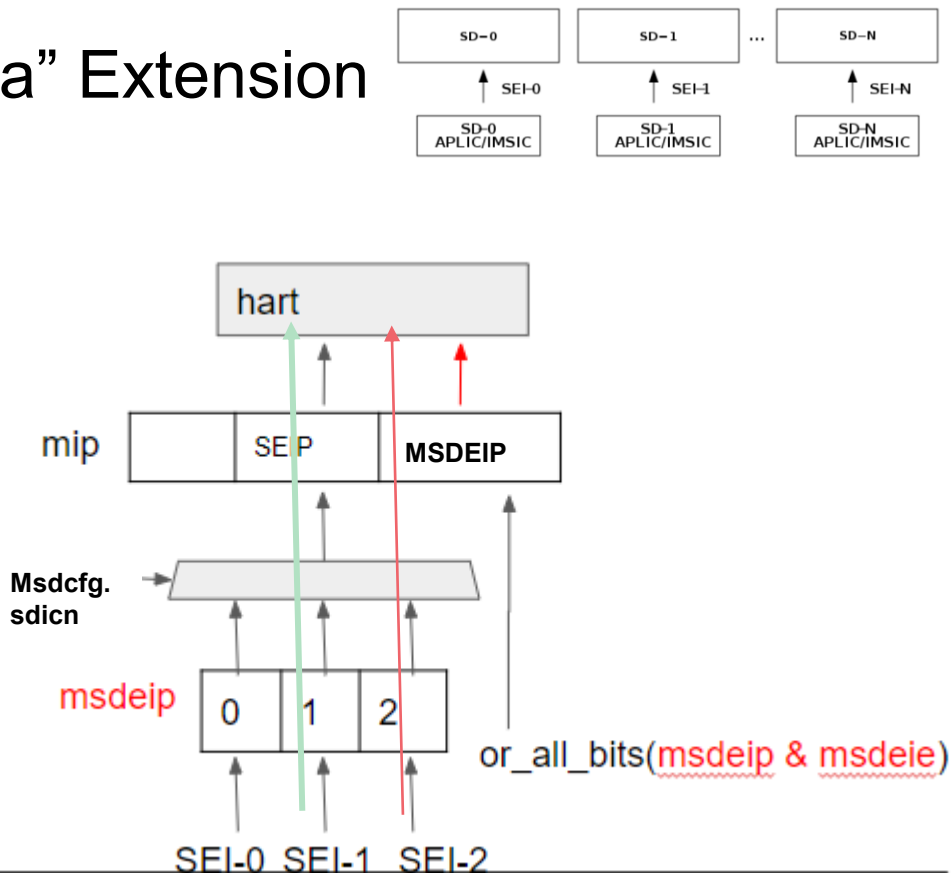 a” Extension
SD-0
SD-1
...
SD-N
SEI-0
SEI-1
SEI-N
SD-0
APLIC/IMSIC
SD-1
APLIC/IMSIC
SD-N
APLIC/IMSIC
hart
mip
SEIP
MSDEIP
Msdcfg.
sdicn
msdeip
0
1
2
or_all_bits(msdeip & msdeie)
SEI-0 SEI-1 SEI-2